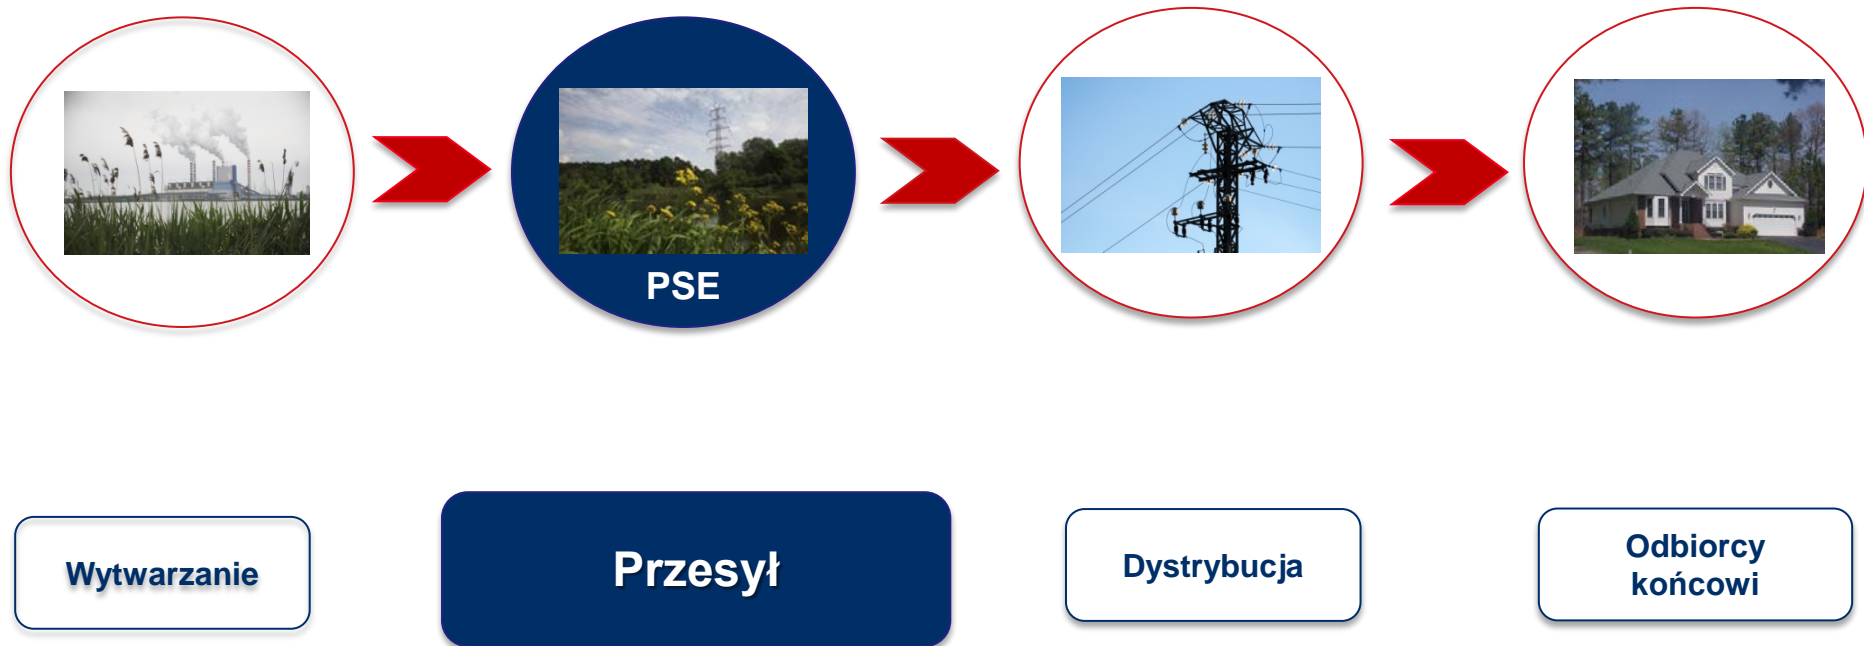 PSE
Wytwarzanie
Przesył
Dystrybucja
Odbiorcy
końcowi